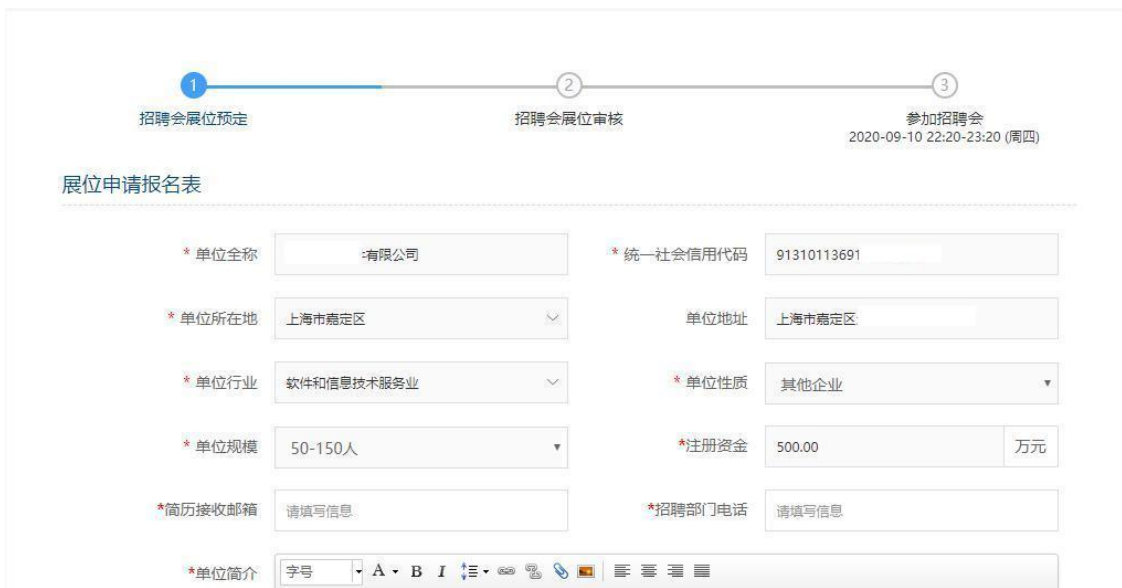 1 2 3
招聘会展位预定 招聘会展位审核 参加招聘会
2020-09-10 22:20-23:20 (周四)
展位申请报名表
* 单位全称 有限公司 * 统一社会信用代码 91310113691
* 单位所在地 上海市嘉定区 单位地址 上海市嘉定区
* 单位行业 软件和信息技术服务业 * 单位性质 其他企业
* 单位规模 50-150人 *注册资金 500.00 万元
*简历接收邮箱 请填写信息 *招聘部门电话 请填写信息
*单位简介 字号 A B I